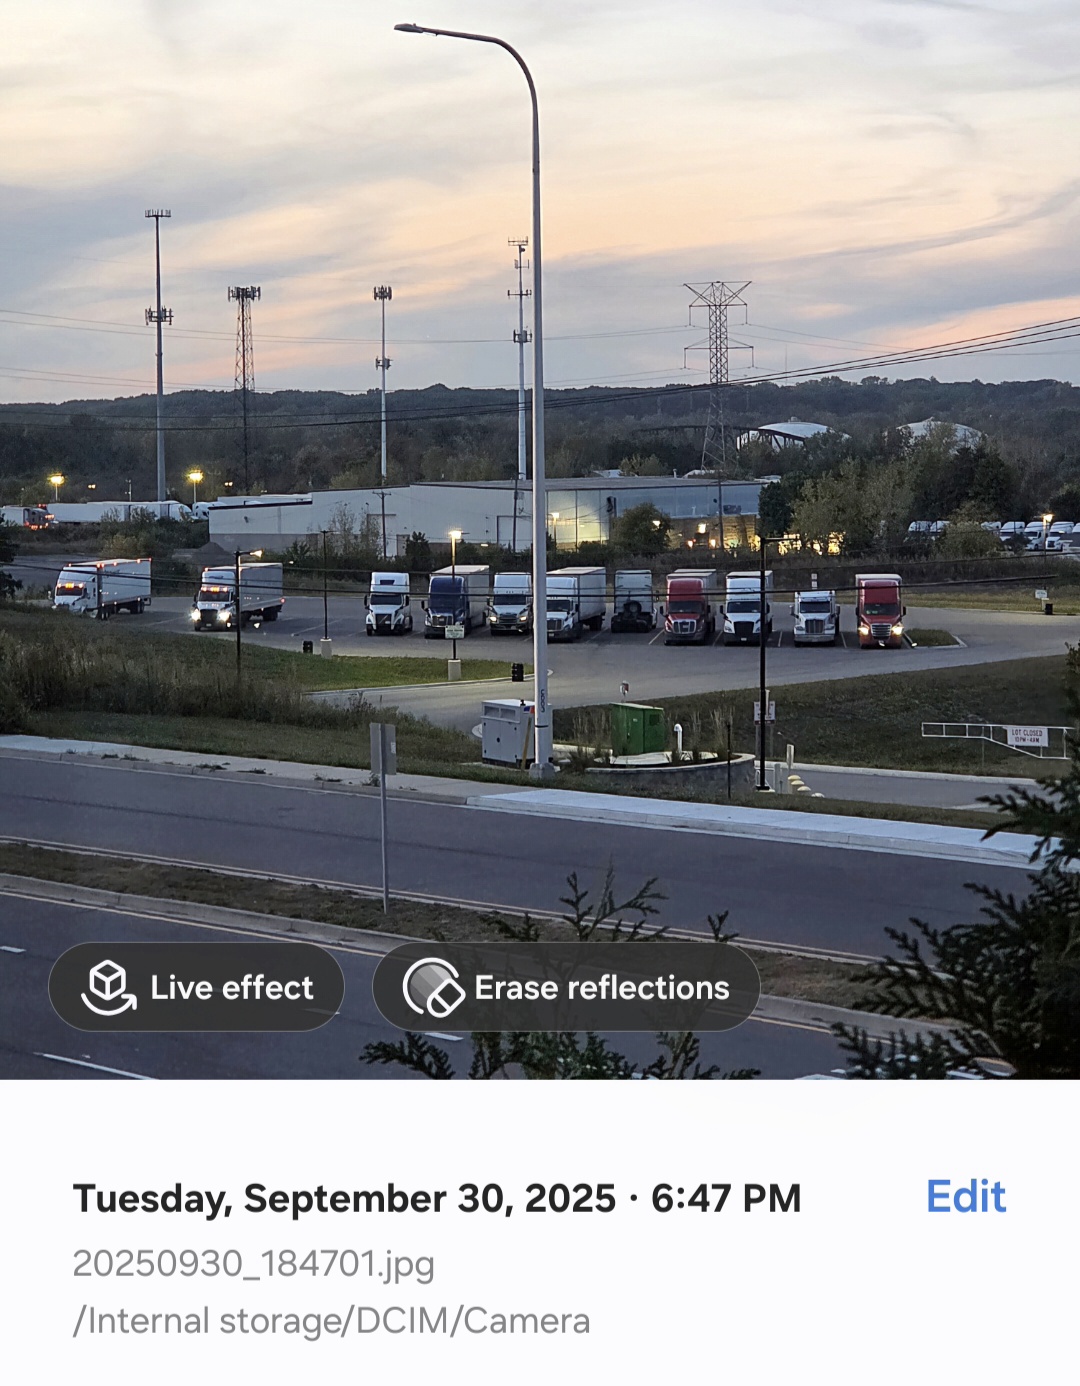 LOT CLOSED
Live effect
Erase reflections
Tuesday, September 30, 2025 · 6:47 PM
Edit
20250930_184701.jpg
/Internal storage/DCIM/Camera